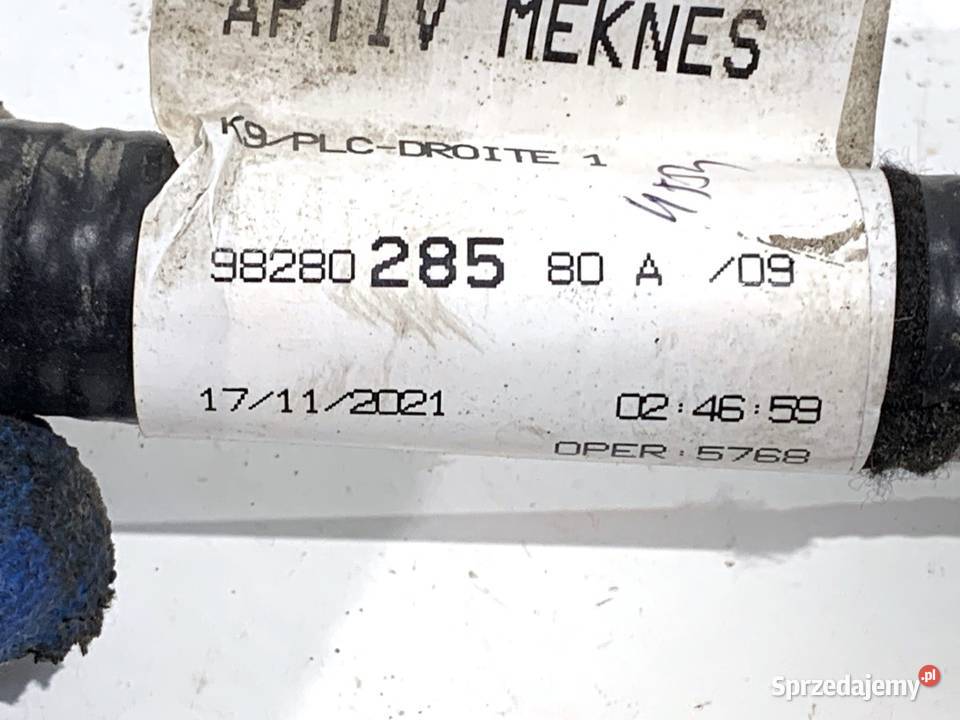 APTIV MEKNES
K9/PLC-DROITE 1
98280 285 80 A /09
17/11/2021 02:46:59
OPER:5768
Sprzedajemy.pl